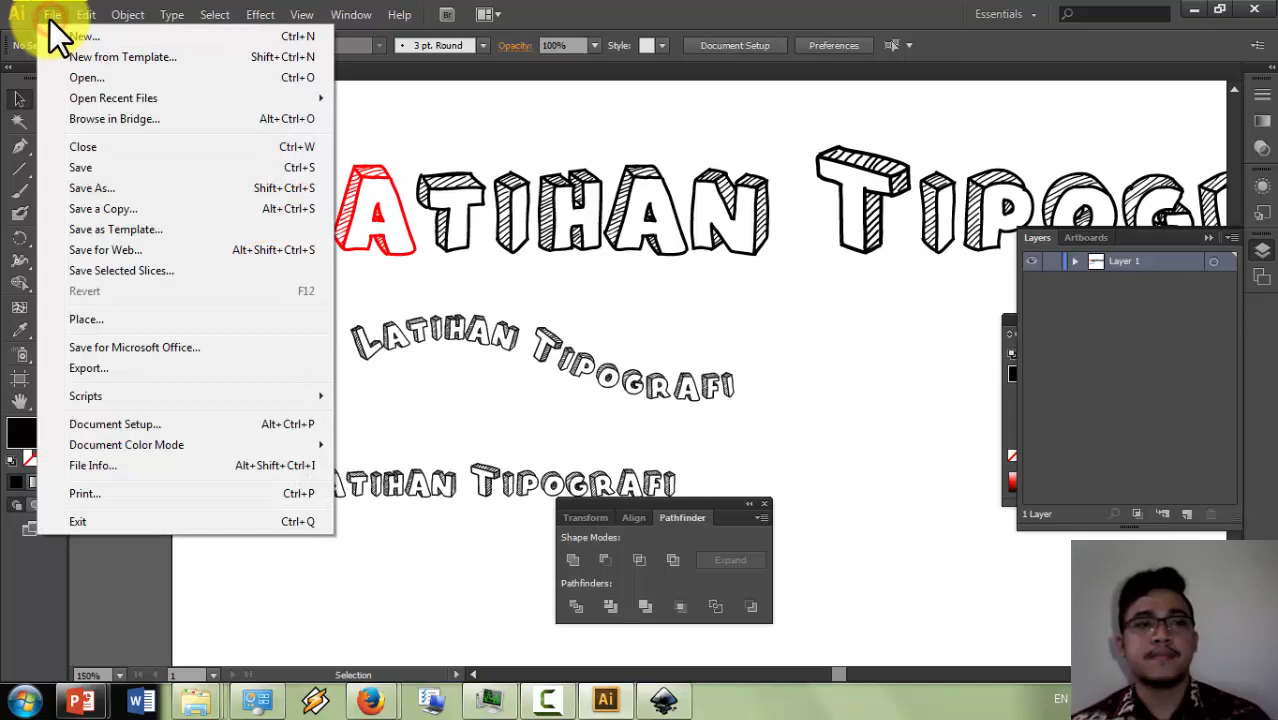 Ai File Edit Object Type Select Effect View Window Help Br Essentials
3 pt. Round Opacity: 100% Style: Document Setup Preferences
New... Ctrl+N
New from Template... Shift+Ctrl+N
Open... Ctrl+O
Open Recent Files
Browse in Bridge... Alt+Ctrl+O
Close Ctrl+W
Save Ctrl+S
Save As... Shift+Ctrl+S
Save a Copy... Alt+Ctrl+S
Save as Template...
Save for Web... Alt+Shift+Ctrl+S
Save Selected Slices...
Revert F12
Place...
Save for Microsoft Office...
Export...
Scripts
Document Setup... Alt+Ctrl+P
Document Color Mode
File Info... Alt+Shift+Ctrl+I
Print... Ctrl+P
Exit Ctrl+Q
ATIHAN TIPOG
LATIHAN TIPOGRAFI
ATIHAN TIPOGRAFI
Layers Artboards
Layer 1
1 Layer
Transform Align Pathfinder
Shape Modes:
Expand
Pathfinders:
150% 1 Selection
P W C Ai EN